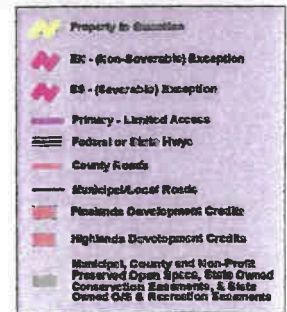 Property In Question
EN - (Non-Severable) Exception
ES - (Severable) Exception
Primary - Limited Access
Federal or State Hwys
County Roads
Municipal/Local Roads
Pinelands Development Credits
Highlands Development Credits
Municipal, County and Non-Profit
Preserved Open Space, State Owned
Conservation Easements, & State
Owned O/S & Recreation Easements